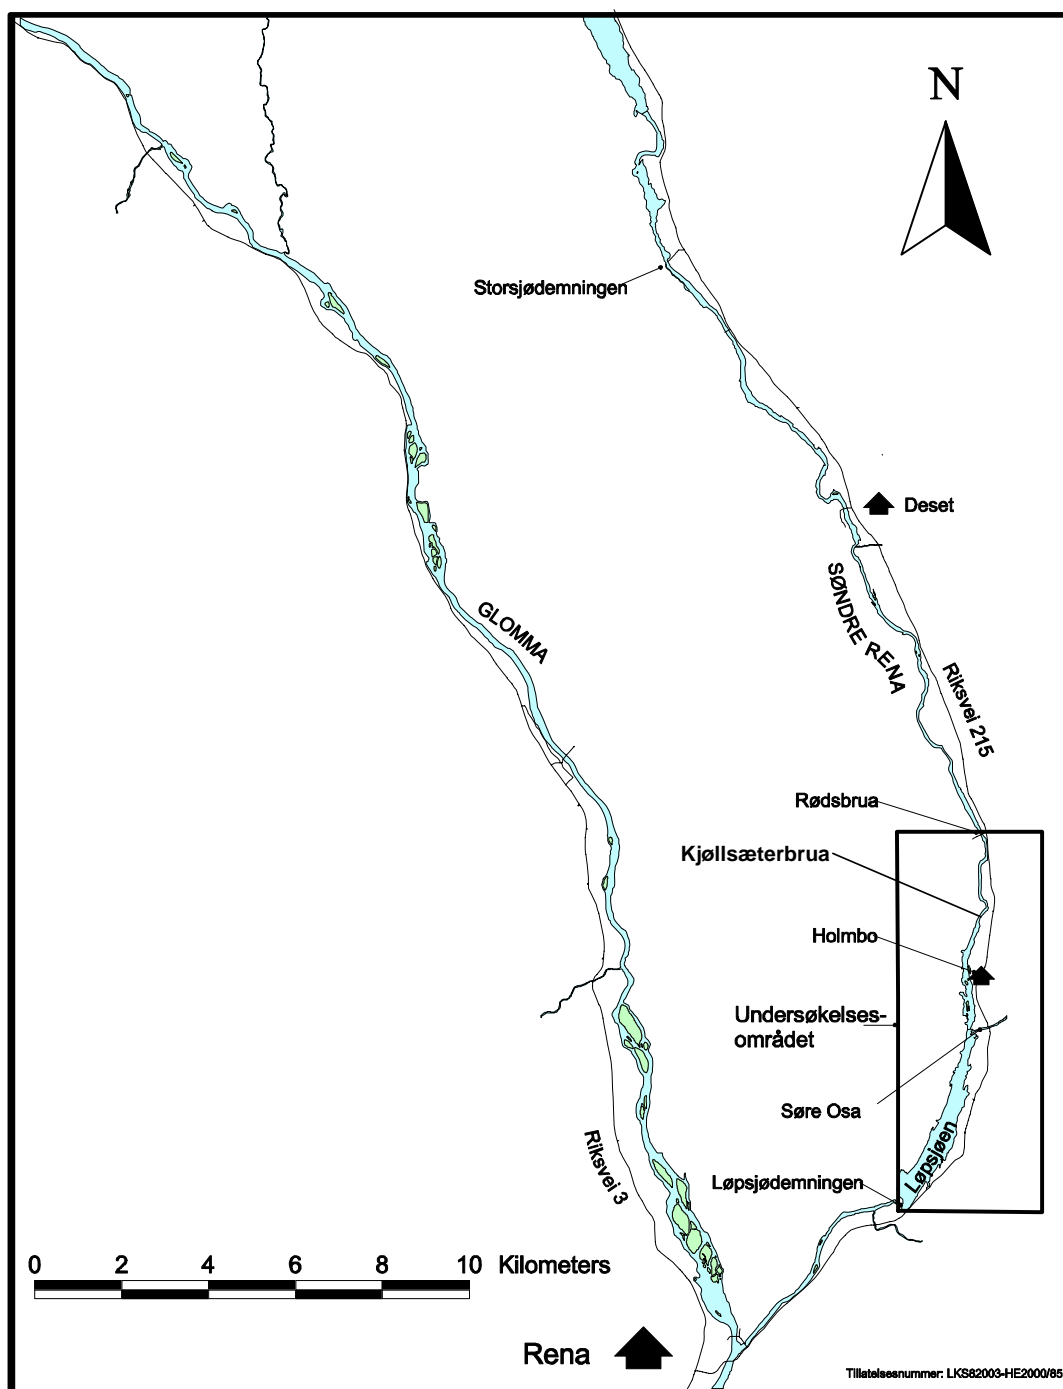 N
Storsjødemningen
Deset
GLOMMA
SØNDRE RENA
Riksvei 215
Rødsbrua
Kjøllsæterbrua
Holmbo
Undersøkelses-
området
Søre Osa
Løpsjøen
Riksvei 3
Løpsjødemningen
0 2 4 6 8 10 Kilometers
Rena
Tillatelsesnummer: LKS82003-HE2000/85